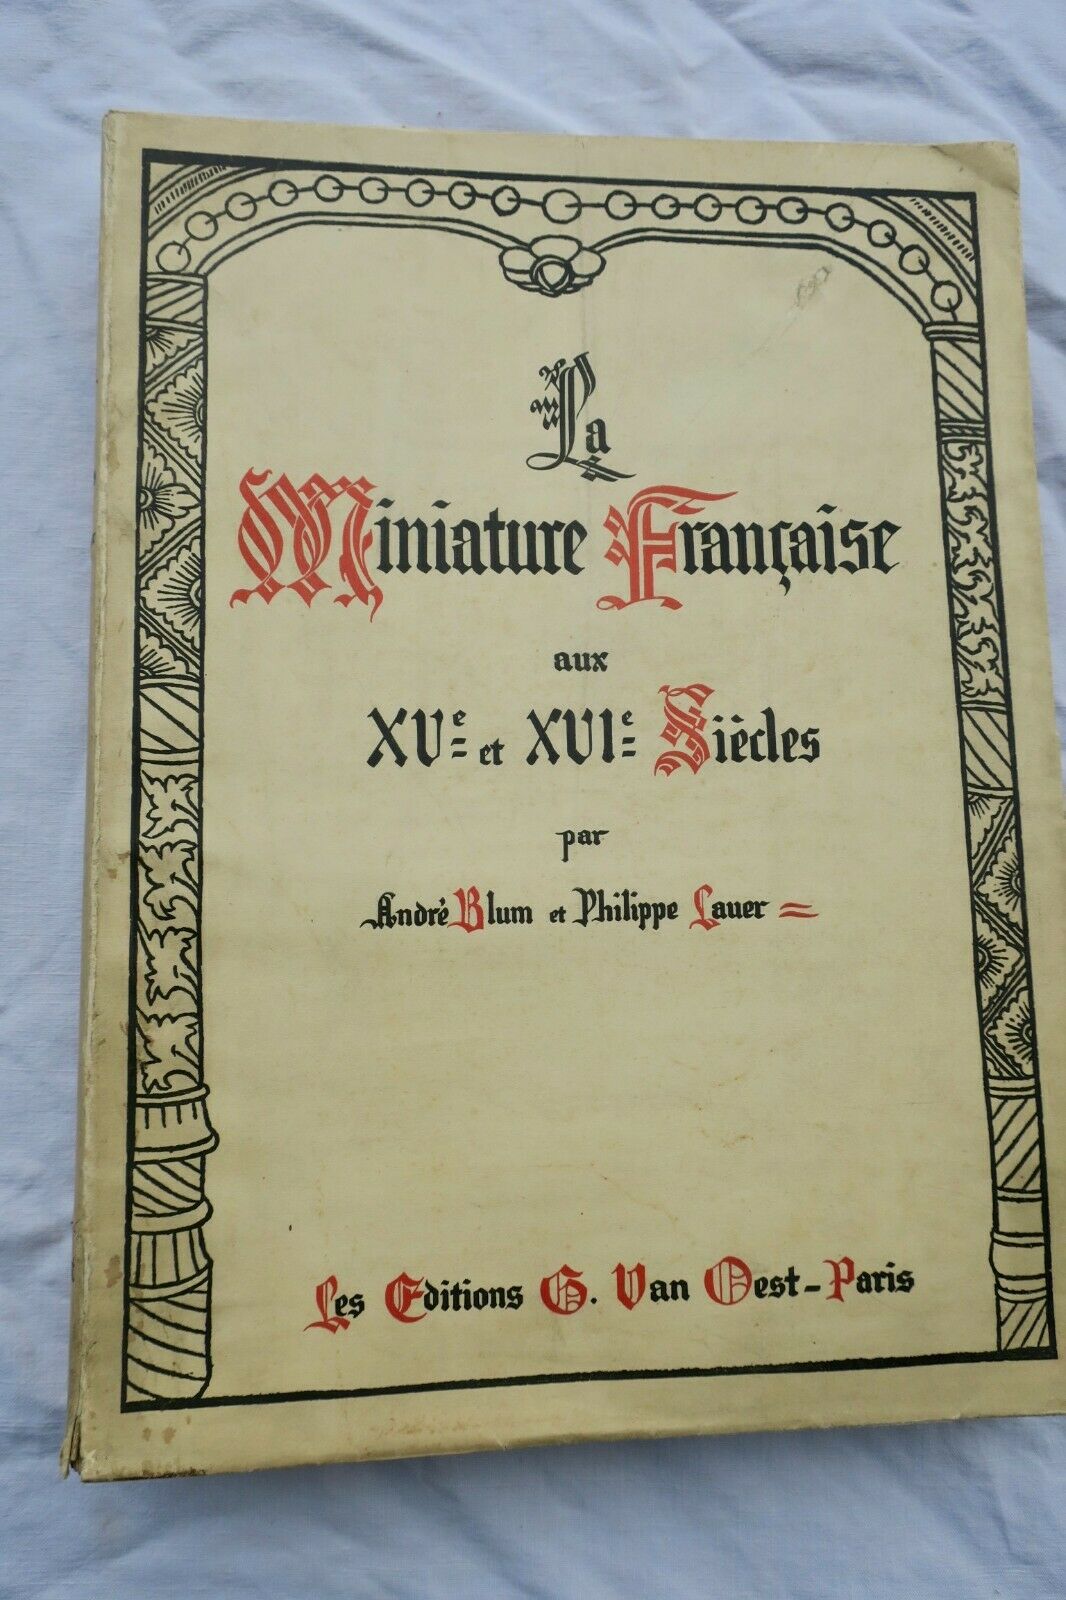 La
Miniature Française
aux
XVe et XVIe Siècles
par
André Blum et Philippe Lauer
Les Editions G. Van Oest-Paris